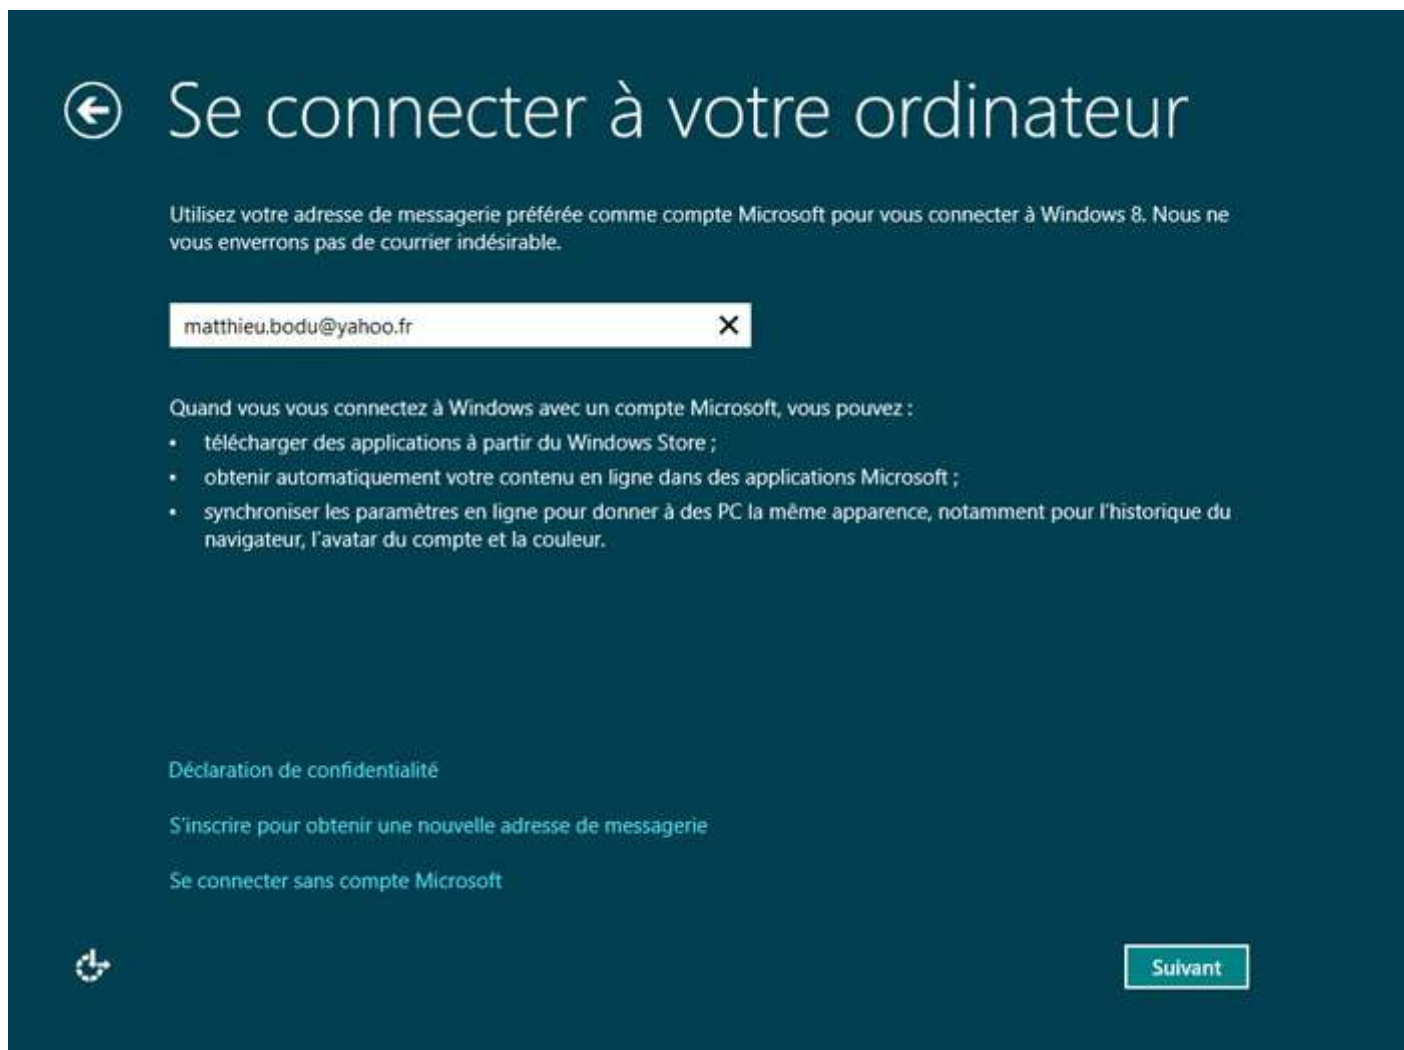 Se connecter à votre ordinateur
Utilisez votre adresse de messagerie préférée comme compte Microsoft pour vous connecter à Windows 8. Nous ne
vous enverrons pas de courrier indésirable.
matthieu.bodu@yahoo.fr
Quand vous vous connectez à Windows avec un compte Microsoft, vous pouvez :
• télécharger des applications à partir du Windows Store ;
• obtenir automatiquement votre contenu en ligne dans des applications Microsoft ;
• synchroniser les paramètres en ligne pour donner à des PC la même apparence, notamment pour l'historique du
navigateur, l'avatar du compte et la couleur.
Déclaration de confidentialité
S'inscrire pour obtenir une nouvelle adresse de messagerie
Se connecter sans compte Microsoft
Suivant